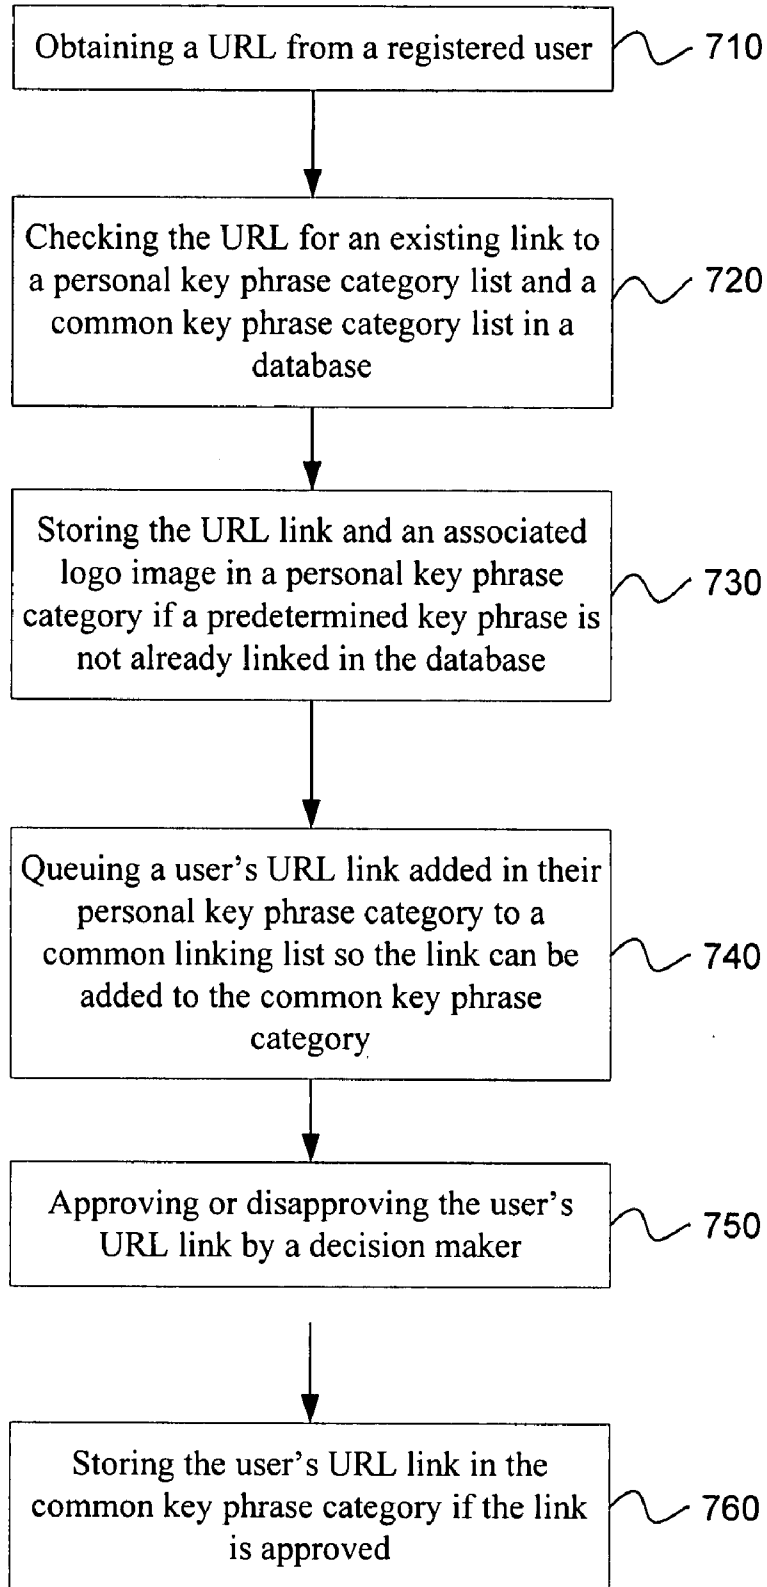 Obtaining a URL from a registered user
710
Checking the URL for an existing link to
a personal key phrase category list and a
common key phrase category list in a
database
720
Storing the URL link and an associated
logo image in a personal key phrase
category if a predetermined key phrase is
not already linked in the database
730
Queuing a user's URL link added in their
personal key phrase category to a
common linking list so the link can be
added to the common key phrase
category
740
Approving or disapproving the user's
URL link by a decision maker
750
Storing the user's URL link in the
common key phrase category if the link
is approved
760